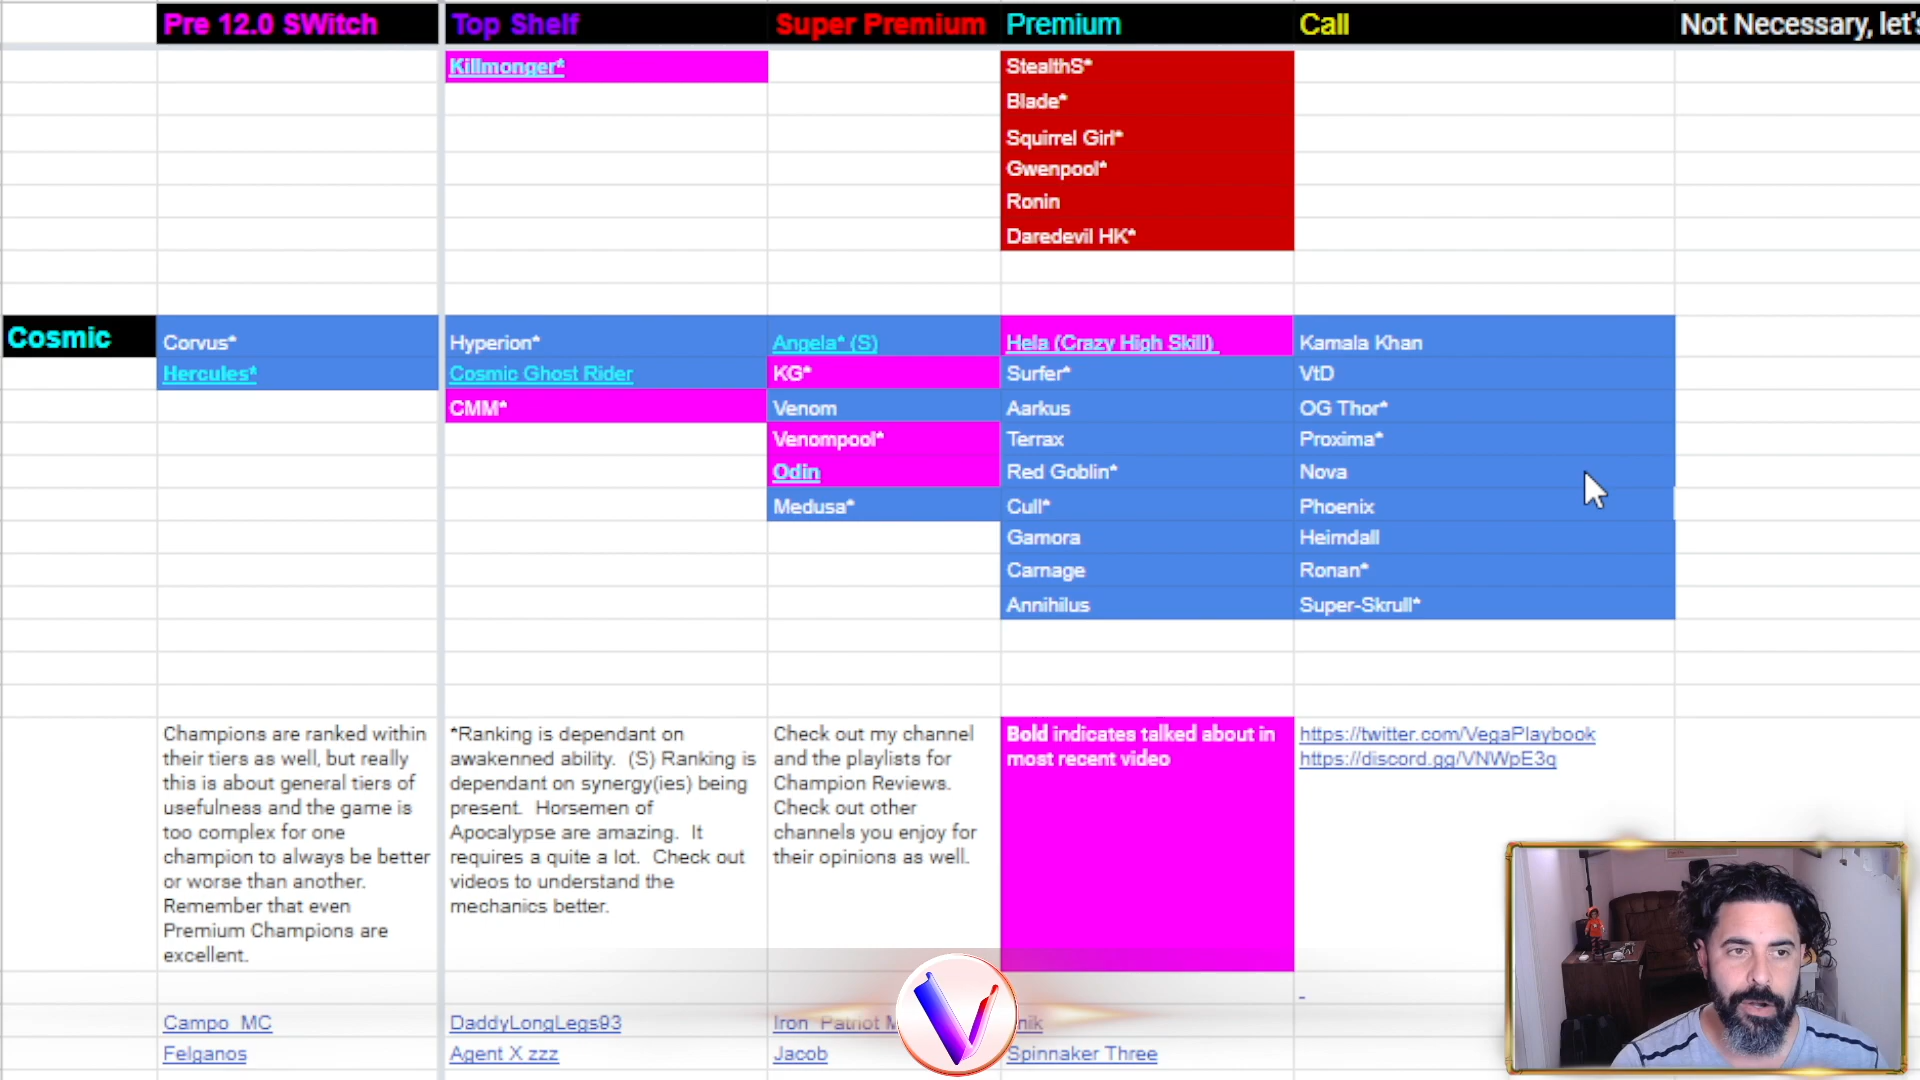 Pre 12.0 SWitch
Top Shelf
Super Premium
Premium
Call
Not Necessary, let's
Killmonger*
StealthS*
Blade*
Squirrel Girl*
Gwenpool*
Ronin
Daredevil HK*
Cosmic
Corvus*
Hyperion*
Angela* (S)
Hela (Crazy High Skill)
Kamala Khan
Hercules*
Cosmic Ghost Rider
KG*
Surfer*
VtD
CMM*
Venom
Aarkus
OG Thor*
Venompool*
Terrax
Proxima*
Odin
Red Goblin*
Nova
Medusa*
Cull*
Phoenix
Gamora
Heimdall
Carnage
Ronan*
Annihilus
Super-Skrull*
Champions are ranked within
their tiers as well, but really
this is about general tiers of
usefulness and the game is
too complex for one
champion to always be better
or worse than another.
Remember that even
Premium Champions are
excellent.
*Ranking is dependant on
awakenned ability. (S) Ranking is
dependant on synergy(ies) being
present. Horsemen of
Apocalypse are amazing. It
requires a quite a lot. Check out
videos to understand the
mechanics better.
Check out my channel
and the playlists for
Champion Reviews.
Check out other
channels you enjoy for
their opinions as well.
Bold indicates talked about in
most recent video
https://twitter.com/VegaPlaybook
https://discord.gg/VNWpE3q
Campo_MC
DaddyLongLegs93
Iron_Patriot M
nik
Felganos
Agent X zzz
Jacob
Spinnaker Three